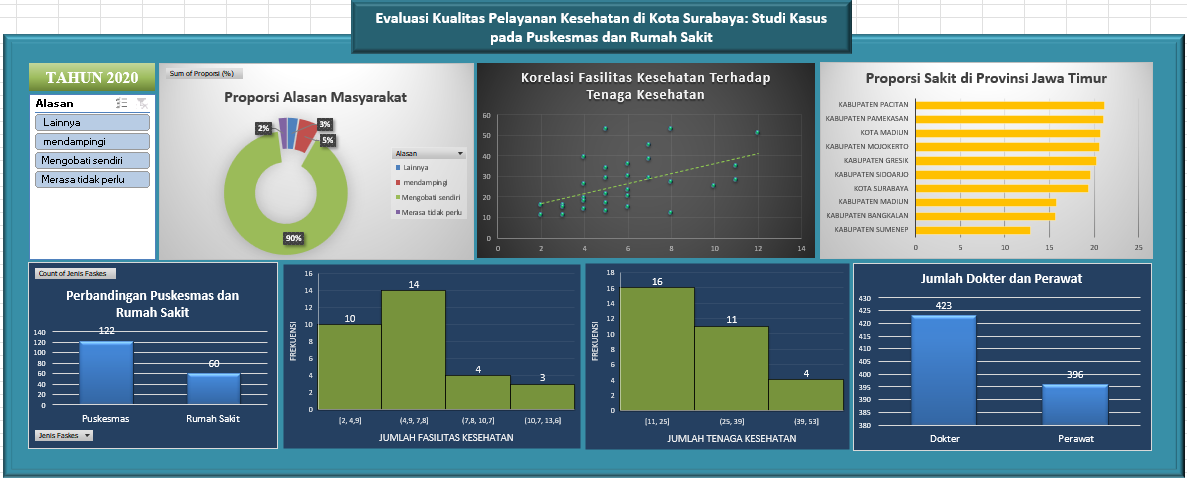 Evaluasi Kualitas Pelayanan Kesehatan di Kota Surabaya: Studi Kasus
pada Puskesmas dan Rumah Sakit
TAHUN 2020
Alasan
Lainnya
mendampingi
Mengobati sendiri
Merasa tidak perlu
Sum of Proporsi (%)
Proporsi Alasan Masyarakat
2%
3%
5%
90%
Alasan
Lainnya
mendampingi
Mengobati sendiri
Merasa tidak perlu
Korelasi Fasilitas Kesehatan Terhadap
Tenaga Kesehatan
60
50
40
30
20
10
0
0 2 4 6 8 10 12 14
Proporsi Sakit di Provinsi Jawa Timur
KABUPATEN PACITAN
KABUPATEN PAMEKASAN
KOTA MADIUN
KABUPATEN MOJOKERTO
KABUPATEN GRESIK
KABUPATEN SIDOARJO
KOTA SURABAYA
KABUPATEN MADIUN
KABUPATEN BANGKALAN
KABUPATEN SUMENEP
0 5 10 15 20 25
Count of Jenis Faskes
Perbandingan Puskesmas dan
Rumah Sakit
140
120
100
80
60
40
20
0
122
60
Puskesmas Rumah Sakit
Jenis Faskes
FREKUENSI
16
14
12
10
8
6
4
2
0
10
14
4
3
[2, 4,9] (4,9, 7,8] (7,8, 10,7] (10,7, 13,6]
JUMLAH FASILITAS KESEHATAN
FREKUENSI
18
16
14
12
10
8
6
4
2
0
16
11
4
[11, 25] (25, 39] (39, 53]
JUMLAH TENAGA KESEHATAN
Jumlah Dokter dan Perawat
430
425
420
415
410
405
400
395
390
385
380
423
396
Dokter Perawat